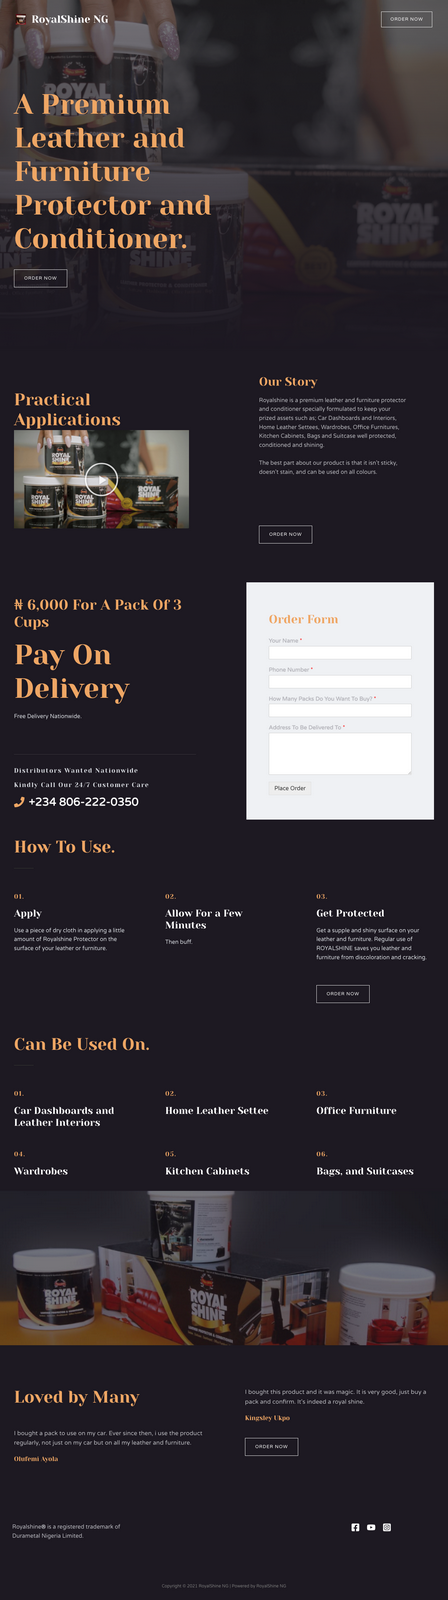 RoyalShine NG
ORDER NOW
A Premium
Leather and
Furniture
Protector and
Conditioner.
ORDER NOW
ROYAL
SHINE
ROYAL
SHINE
Practical
Applications
Our Story
Royalshine is a premium leather and furniture protector
and conditioner specially formulated to keep your
prized assets such as; Car Dashboards and Interiors,
Home Leather Settees, Wardrobes, Office Furnitures,
Kitchen Cabinets, Bags and Suitcase well protected,
conditioned and shining.
The best part about our product is that it isn't sticky,
doesn't stain, and can be used on all colours.
ORDER NOW
₦ 6,000 For A Pack Of 3
Cups
Pay On
Delivery
Free Delivery Nationwide.
Distributors Wanted Nationwide
Kindly Call Our 24/7 Customer Care
+234 806-222-0350
Order Form
Your Name *
Phone Number *
How Many Packs Do You Want To Buy? *
Address To Be Delivered To *
Place Order
How To Use.
01.
Apply
Use a piece of dry cloth in applying a little
amount of Royalshine Protector on the
surface of your leather or furniture.
02.
Allow For a Few
Minutes
Then buff.
03.
Get Protected
Get a supple and shiny surface on your
leather and furniture. Regular use of
ROYALSHINE saves you leather and
furniture from discoloration and cracking.
ORDER NOW
Can Be Used On.
01.
Car Dashboards and
Leather Interiors
02.
Home Leather Settee
03.
Office Furniture
04.
Wardrobes
05.
Kitchen Cabinets
06.
Bags, and Suitcases
ROYAL
SHINE
ROYAL
SHINE
Loved by Many
I bought a pack to use on my car. Ever since then, i use the product
regularly, not just on my car but on all my leather and furniture.
Olufemi Ayola
I bought this product and it was magic. It is very good, just buy a
pack and confirm. It's indeed a royal shine.
Kingsley Ukpo
ORDER NOW
Royalshine® is a registered trademark of
Durametal Nigeria Limited.
Copyright © 2021 RoyalShine NG | Powered by RoyalShine NG